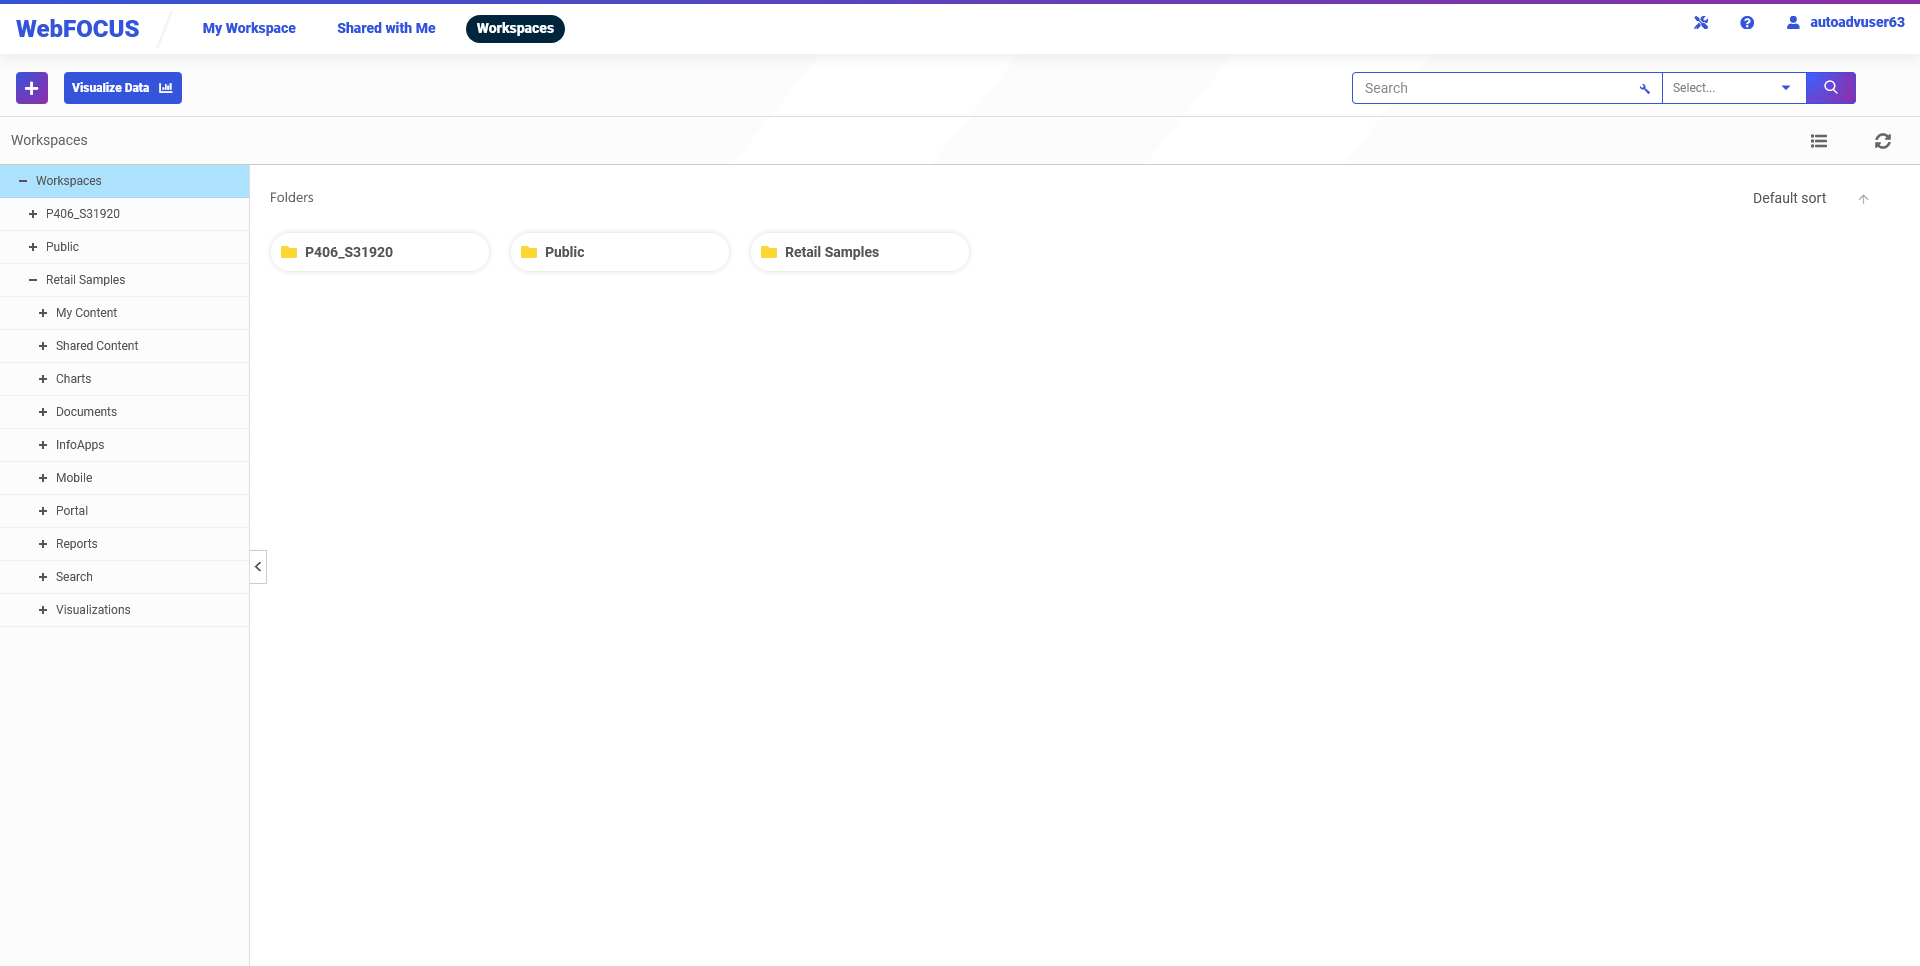 WebFOCUS
My Workspace
Shared with Me
Workspaces
autoadvuser63
Visualize Data
Search
Select...
Workspaces
Workspaces
P406_S31920
Public
Retail Samples
My Content
Shared Content
Charts
Documents
InfoApps
Mobile
Portal
Reports
Search
Visualizations
Folders
Default sort
P406_S31920
Public
Retail Samples